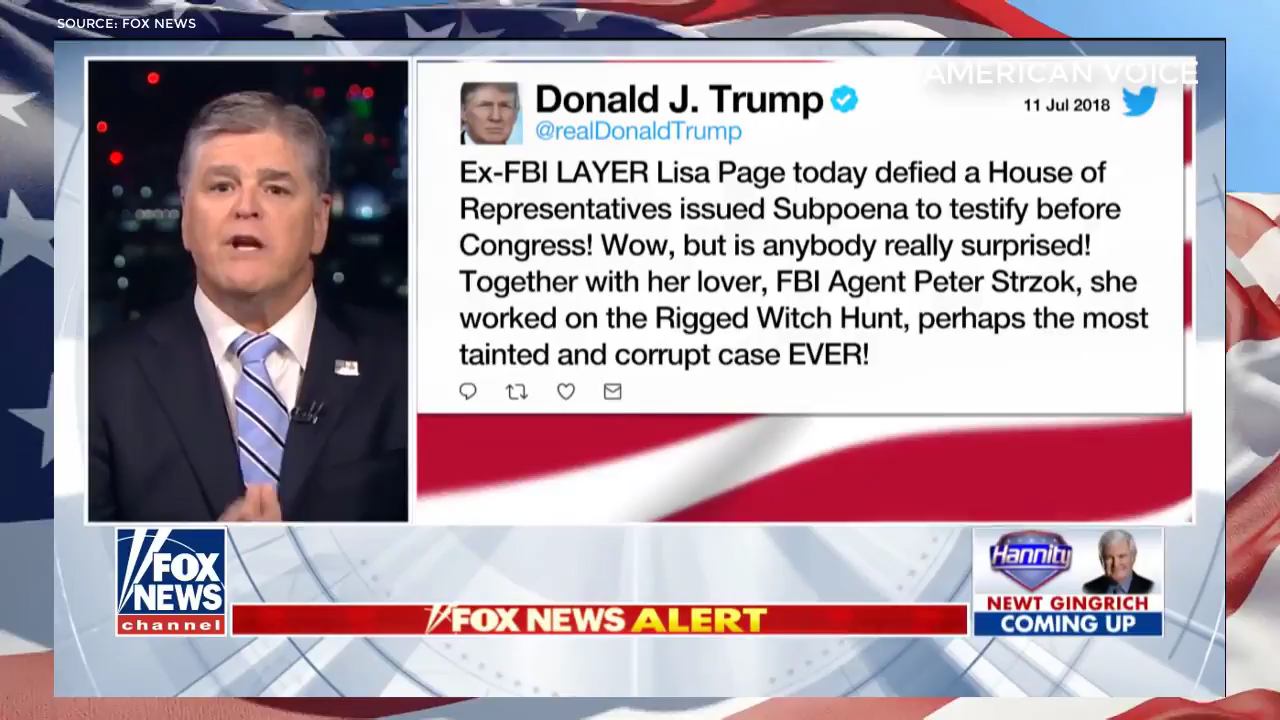 SOURCE: FOX NEWS
AMERICAN VOICE
Donald J. Trump
@realDonaldTrump
11 Jul 2018
Ex-FBI LAYER Lisa Page today defied a House of
Representatives issued Subpoena to testify before
Congress! Wow, but is anybody really surprised!
Together with her lover, FBI Agent Peter Strzok, she
worked on the Rigged Witch Hunt, perhaps the most
tainted and corrupt case EVER!
FOX
NEWS
channel
FOX NEWS ALERT
Hannity
NEWT GINGRICH
COMING UP